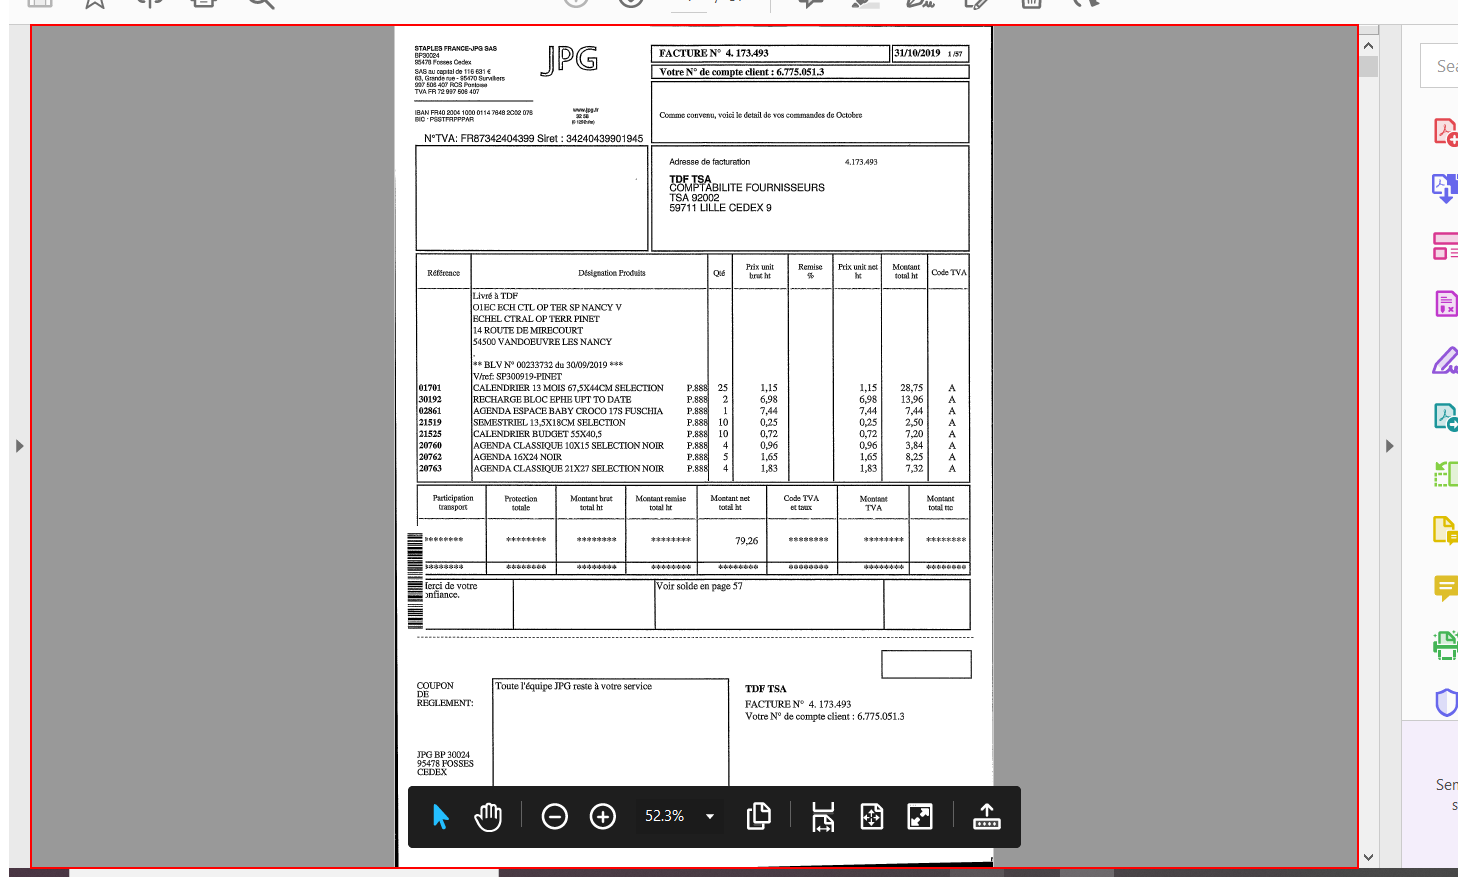 STAPLES FRANCE-JPG SAS
BP30024
95478 Fosses Cedex
SAS au capital de 116 631 €
63, Grande rue - 95470 Survilliers
997 506 407 RCS Pontoise
TVA FR 72 997 506 407
JPG
IBAN FR40 2004 1000 0114 7648 2C02 076
BIC - PSSTFRPPPAR
www.jpg.fr
N°TVA: FR87342404399 Siret : 34240439901945
FACTURE N° 4. 173.493
31/10/2019 1 /57
Votre N° de compte client : 6.775.051.3
Comme convenu, voici le detail de vos commandes de Octobre
Adresse de facturation 4.173.493
TDF TSA
COMPTABILITE FOURNISSEURS
TSA 92002
59711 LILLE CEDEX 9
Référence Désignation Produits Qté Prix unit brut ht Remise % Prix unit net ht Montant total ht Code TVA
Livré à TDF
O1EC ECH CTL OP TER SP NANCY V
ECHEL CTRAL OP TERR PINET
14 ROUTE DE MIRECOURT
54500 VANDOEUVRE LES NANCY
.
** BLV N° 00233732 du 30/09/2019 ***
V/ref: SP300919-PINET
01701 CALENDRIER 13 MOIS 67,5X44CM SELECTION P.888 25 1,15 1,15 28,75 A
30192 RECHARGE BLOC EPHE UPT TO DATE P.888 2 6,98 6,98 13,96 A
02861 AGENDA ESPACE BABY CROCO 17S FUSCHIA P.888 1 7,44 7,44 7,44 A
21519 SEMESTRIEL 13,5X18CM SELECTION P.888 10 0,25 0,25 2,50 A
21525 CALENDRIER BUDGET 55X40,5 P.888 10 0,72 0,72 7,20 A
20760 AGENDA CLASSIQUE 10X15 SELECTION NOIR P.888 4 0,96 0,96 3,84 A
20762 AGENDA 16X24 NOIR P.888 5 1,65 1,65 8,25 A
20763 AGENDA CLASSIQUE 21X27 SELECTION NOIR P.888 4 1,83 1,83 7,32 A
Participation transport Protection totale Montant brut total ht Montant remise total ht Montant net total ht Code TVA et taux Montant TVA Montant total ttc
******** ******** ******** ******** 79,26 ******** ******** ********
******** ******** ******** ******** ******** ******** ******** ********
Merci de votre
confiance.
Voir solde en page 57
COUPON
DE
REGLEMENT:
Toute l'équipe JPG reste à votre service
TDF TSA
FACTURE N° 4. 173.493
Votre N° de compte client : 6.775.051.3
JPG BP 30024
95478 FOSSES
CEDEX
52.3%
Sea
Sen
s